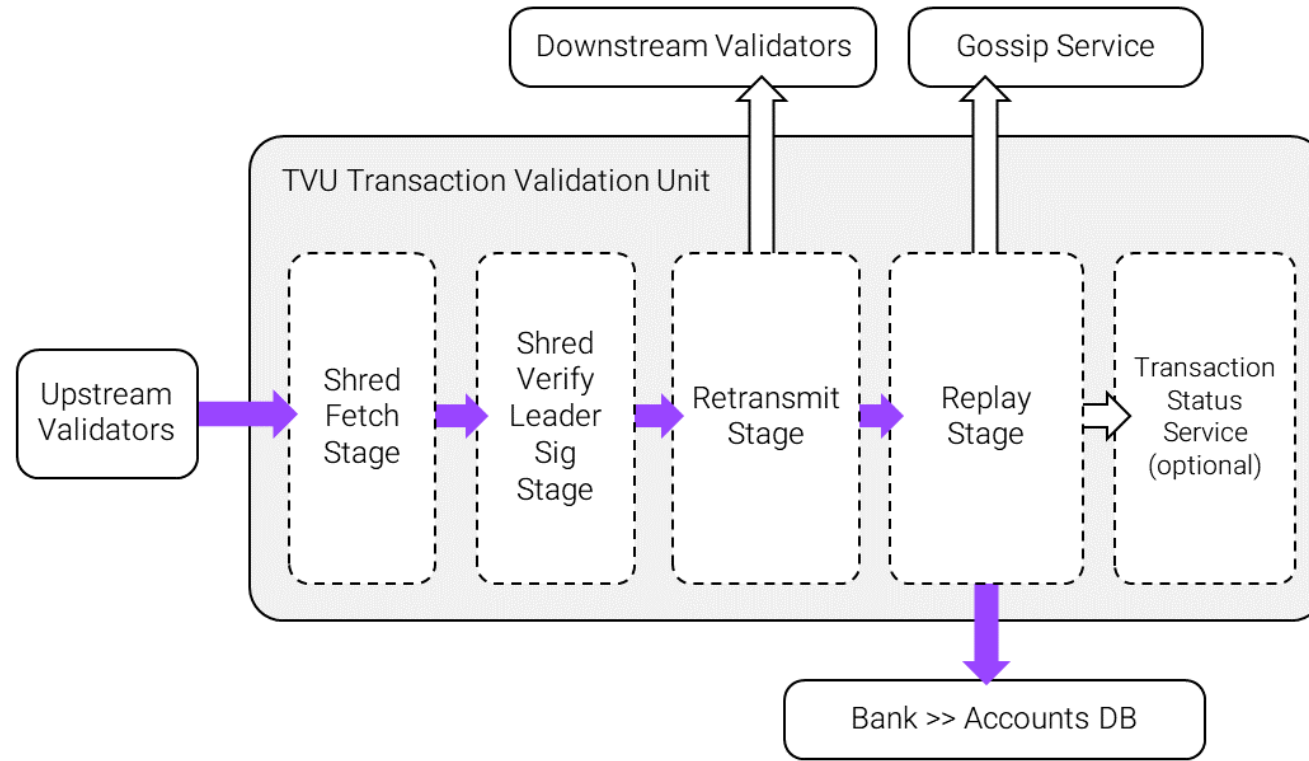 Downstream Validators
Gossip Service
TVU Transaction Validation Unit
Upstream
Validators
Shred
Fetch
Stage
Shred
Verify
Leader
Sig
Stage
Retransmit
Stage
Replay
Stage
Transaction
Status
Service
(optional)
Bank >> Accounts DB